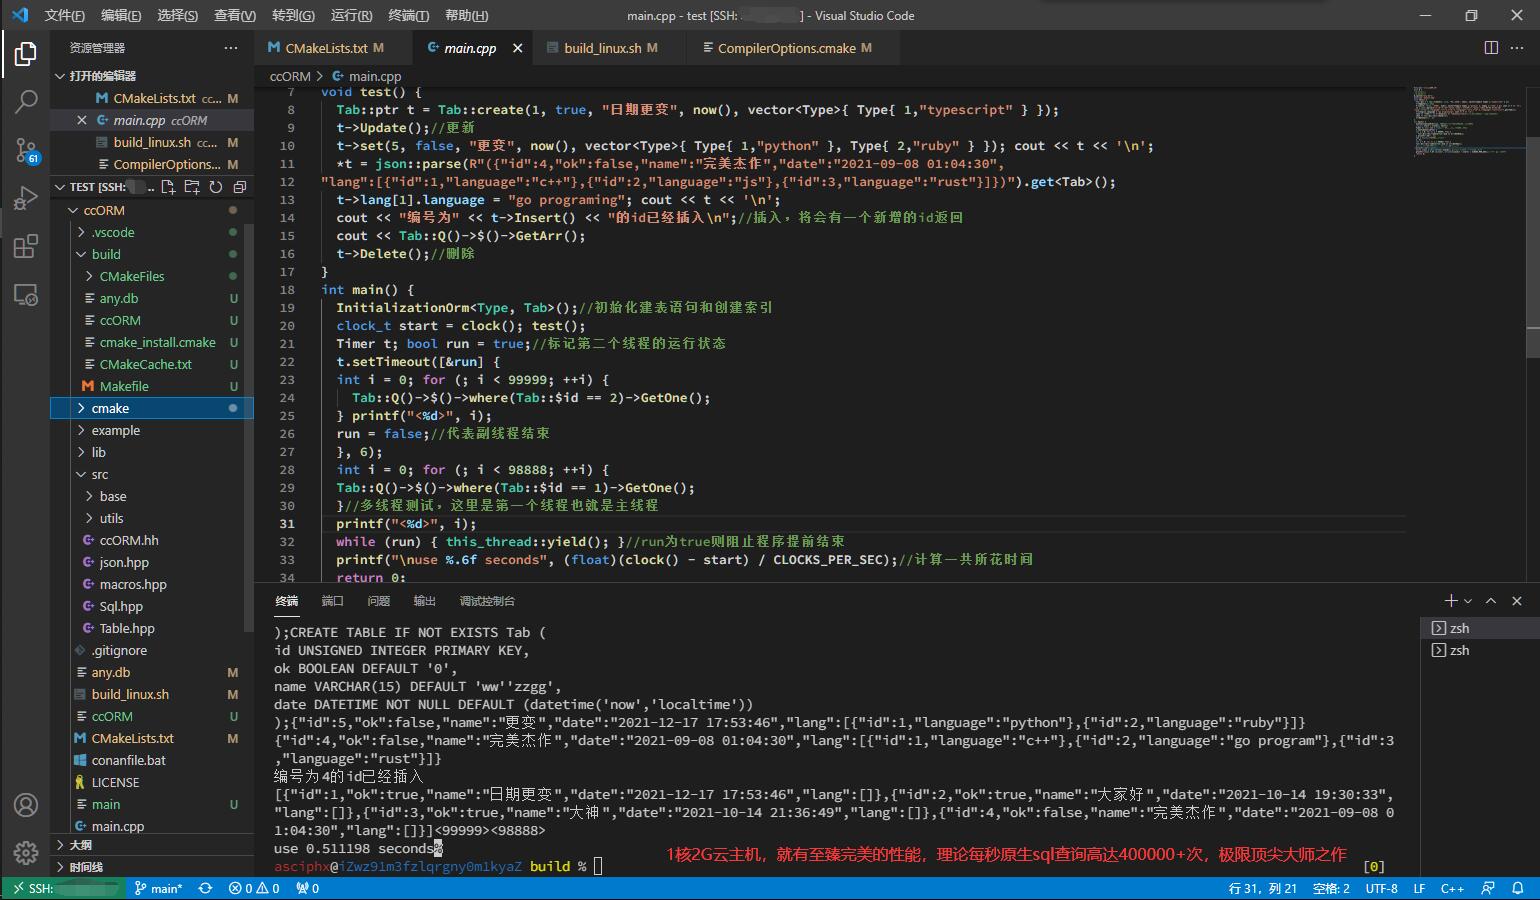 文件(F) 编辑(E) 选择(S) 查看(V) 转到(G) 运行(R) 终端(T) 帮助(H) main.cpp - test [SSH: ] - Visual Studio Code
资源管理器 ···
CMakeLists.txt M main.cpp build_linux.sh M CompilerOptions.cmake M
打开的编辑器
CMakeLists.txt cc... M
main.cpp ccORM
build_linux.sh cc... M
CompilerOptions... M
TEST [SSH: ..
ccORM
.vscode
build
CMakeFiles
any.db U
ccORM U
cmake_install.cmake U
CMakeCache.txt U
Makefile U
cmake
example
lib
src
base
utils
ccORM.hh
json.hpp
macros.hpp
Sql.hpp
Table.hpp
.gitignore
any.db M
build_linux.sh M
ccORM U
CMakeLists.txt M
conanfile.bat
LICENSE
main U
main.cpp
大纲
时间线
61
ccORM > main.cpp
7 void test() {
8 Tab::ptr t = Tab::create(1, true, "日期更变", now(), vector<Type>{ Type{ 1,"typescript" } });
9 t->Update();//更新
10 t->set(5, false, "更变", now(), vector<Type>{ Type{ 1,"python" }, Type{ 2,"ruby" } }); cout << t << '\n';
11 *t = json::parse(R"({"id":4,"ok":false,"name":"完美杰作","date":"2021-09-08 01:04:30",
12 "lang":[{"id":1,"language":"c++"},{"id":2,"language":"js"},{"id":3,"language":"rust"}]})").get<Tab>();
13 t->lang[1].language = "go programing"; cout << t << '\n';
14 cout << "编号为" << t->Insert() << "的id已经插入\n";//插入，将会有一个新增的id返回
15 cout << Tab::Q()->$()->GetArr();
16 t->Delete();//删除
17 }
18 int main() {
19 InitializationOrm<Type, Tab>();//初始化建表语句和创建索引
20 clock_t start = clock(); test();
21 Timer t; bool run = true;//标记第二个线程的运行状态
22 t.setTimeout([&run] {
23 int i = 0; for (; i < 99999; ++i) {
24 Tab::Q()->$()->where(Tab::$id == 2)->GetOne();
25 } printf("<%d>", i);
26 run = false;//代表副线程结束
27 }, 6);
28 int i = 0; for (; i < 98888; ++i) {
29 Tab::Q()->$()->where(Tab::$id == 1)->GetOne();
30 }//多线程测试，这里是第一个线程也就是主线程
31 printf("<%d>", i);
32 while (run) { this_thread::yield(); }//run为true则阻止程序提前结束
33 printf("\nuse %.6f seconds", (float)(clock() - start) / CLOCKS_PER_SEC);//计算一共所花时间
34 return 0;
终端 端口 问题 输出 调试控制台
zsh
zsh
);CREATE TABLE IF NOT EXISTS Tab (
id UNSIGNED INTEGER PRIMARY KEY,
ok BOOLEAN DEFAULT '0',
name VARCHAR(15) DEFAULT 'ww''zzgg',
date DATETIME NOT NULL DEFAULT (datetime('now','localtime'))
);{"id":5,"ok":false,"name":"更变","date":"2021-12-17 17:53:46","lang":[{"id":1,"language":"python"},{"id":2,"language":"ruby"}]}
{"id":4,"ok":false,"name":"完美杰作","date":"2021-09-08 01:04:30","lang":[{"id":1,"language":"c++"},{"id":2,"language":"go program"},{"id":3
,"language":"rust"}]}
编号为4的id已经插入
[{"id":1,"ok":true,"name":"日期更变","date":"2021-12-17 17:53:46","lang":[]},{"id":2,"ok":true,"name":"大家好","date":"2021-10-14 19:30:33",
"lang":[]},{"id":3,"ok":true,"name":"大神","date":"2021-10-14 21:36:49","lang":[]},{"id":4,"ok":false,"name":"完美杰作","date":"2021-09-08 0
1:04:30","lang":[]}]<99999><98888>
use 0.511198 seconds%
1核2G云主机，就有至臻完美的性能，理论每秒原生sql查询高达400000+次，极限顶尖大师之作
asciphx@iZwz91m3fzlqrgny0m1kyaZ build % [0]
SSH: main* 0 0 0 行 31，列 21 空格: 2 UTF-8 LF C++